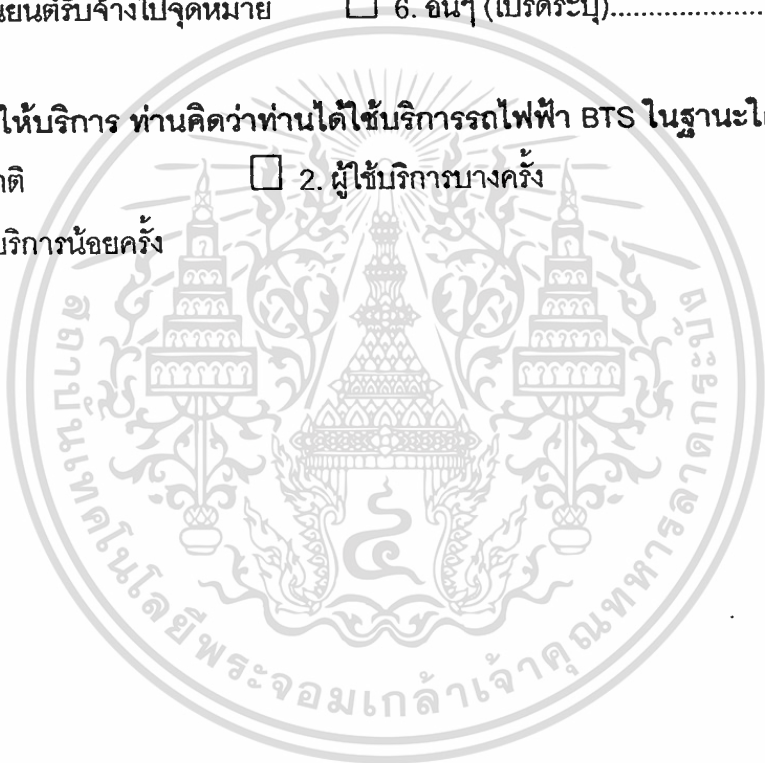 ยนต์รับจ้างไปจุดหมาย ☐ 6. อื่นๆ (โปรดระบุ)......................
ให้บริการ ท่านคิดว่าท่านได้ใช้บริการรถไฟฟ้า BTS ในฐานะใ
าติ ☐ 2. ผู้ใช้บริการบางครั้ง
บริการน้อยครั้ง
สถาบันเทคโนโลยีพระจอมเกล้าเจ้าคุณทหารลาดกระบัง